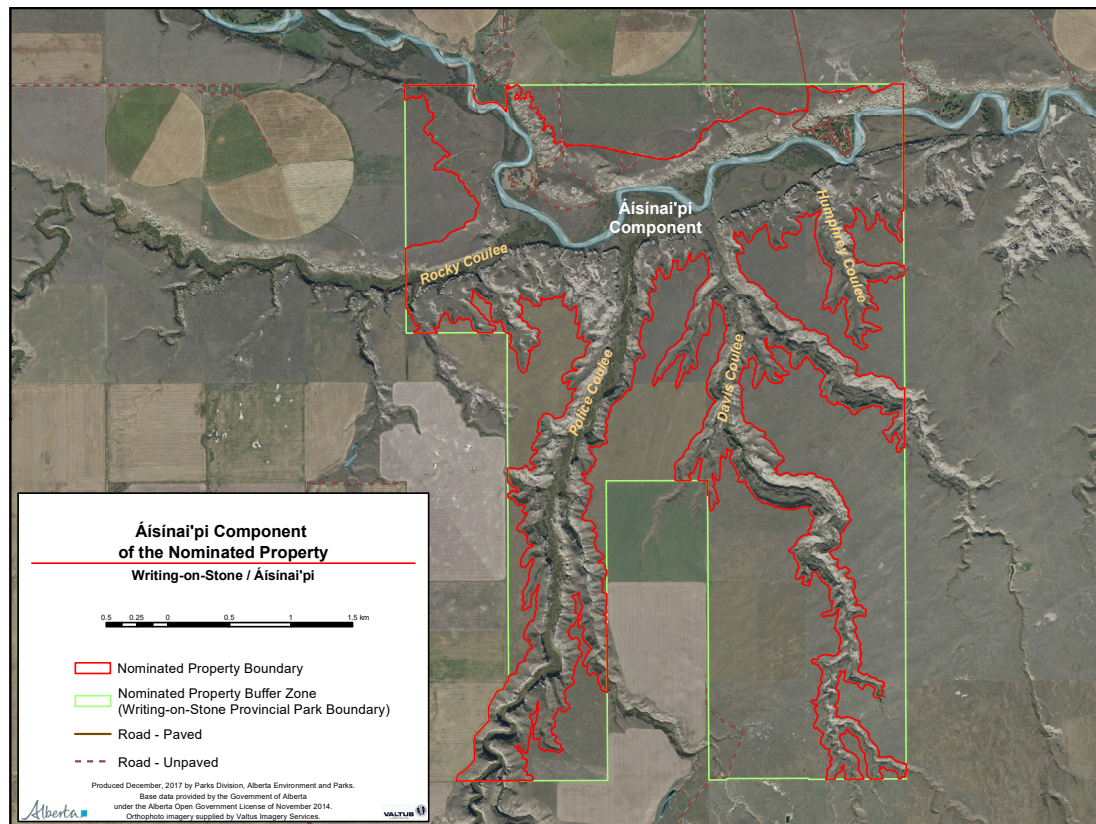 Áísínai'pi
Component
Rocky Coulee
Humphrey Coulee
Police Coulee
Davis Coulee
Áísínai'pi Component
of the Nominated Property
Writing-on-Stone / Áísínai'pi
0.5 0.25 0 0.5 1 1.5 km
Nominated Property Boundary
Nominated Property Buffer Zone
(Writing-on-Stone Provincial Park Boundary)
Road - Paved
Road - Unpaved
Produced December, 2017 by Parks Division, Alberta Environment and Parks.
Base data provided by the Government of Alberta
under the Alberta Open Government License of November 2014.
Orthophoto imagery supplied by Valtus Imagery Services.
Alberta
VALTUS